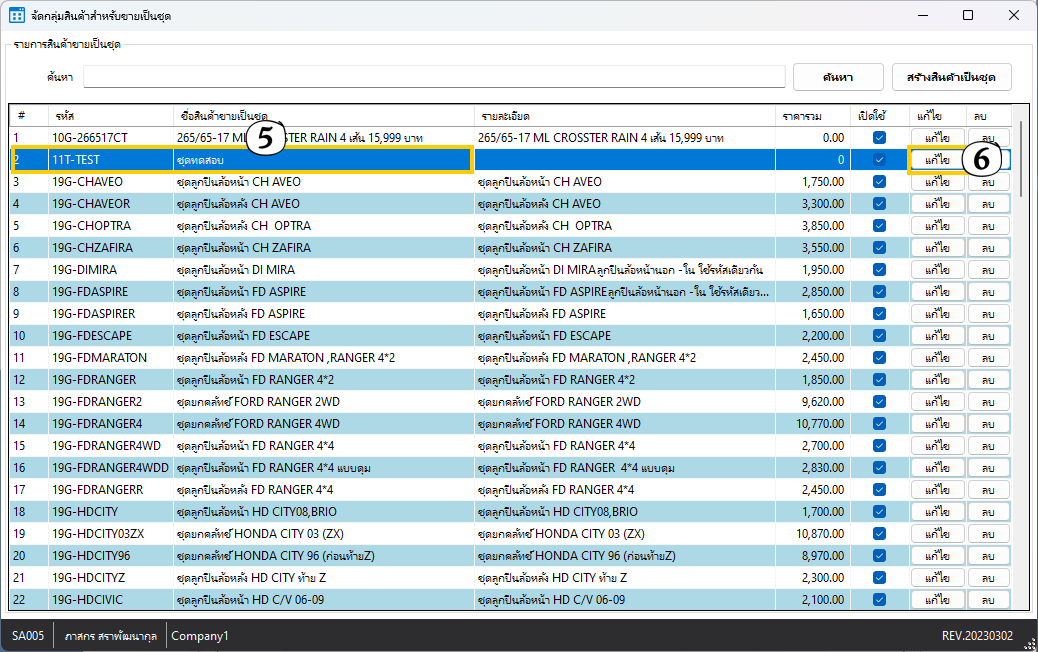 จัดกลุ่มสินค้าสำหรับขายเป็นชุด
รายการสินค้าขายเป็นชุด
ค้นหา ค้นหา สร้างสินค้าเป็นชุด
# รหัส ชื่อสินค้าขายเป็นชุด รายละเอียด ราคารวม เปิดใช้ แก้ไข ลบ
1 10G-266517CT 265/65-17 ML 5 STER RAIN 4 เส้น 15,999 บาท 265/65-17 ML CROSSTER RAIN 4 เส้น 15,999 บาท 0.00 แก้ไข ลบ
2 11T-TEST ชุดทดสอบ 0 แก้ไข 6
3 19G-CHAVEO ชุดลูกปืนล้อหน้า CH AVEO ชุดลูกปืนล้อหน้า CH AVEO 1,750.00 แก้ไข ลบ
4 19G-CHAVEOR ชุดลูกปืนล้อหลัง CH AVEO ชุดลูกปืนล้อหลัง CH AVEO 3,300.00 แก้ไข ลบ
5 19G-CHOPTRA ชุดลูกปืนล้อหลัง CH OPTRA ชุดลูกปืนล้อหลัง CH OPTRA 3,850.00 แก้ไข ลบ
6 19G-CHZAFIRA ชุดลูกปืนล้อหน้า CH ZAFIRA ชุดลูกปืนล้อหน้า CH ZAFIRA 3,550.00 แก้ไข ลบ
7 19G-DIMIRA ชุดลูกปืนล้อหน้า DI MIRA ชุดลูกปืนล้อหน้า DI MIRAลูกปืนล้อหน้านอก -ใน ใช้รหัสเดียวกัน 1,950.00 แก้ไข ลบ
8 19G-FDASPIRE ชุดลูกปืนล้อหน้า FD ASPIRE ชุดลูกปืนล้อหน้า FD ASPIREลูกปืนล้อหน้านอก -ใน ใช้รหัสเดียว... 2,850.00 แก้ไข ลบ
9 19G-FDASPIRER ชุดลูกปืนล้อหลัง FD ASPIRE ชุดลูกปืนล้อหลัง FD ASPIRE 1,650.00 แก้ไข ลบ
10 19G-FDESCAPE ชุดลูกปืนล้อหน้า FD ESCAPE ชุดลูกปืนล้อหน้า FD ESCAPE 2,200.00 แก้ไข ลบ
11 19G-FDMARATON ชุดลูกปืนล้อหลัง FD MARATON ,RANGER 4*2 ชุดลูกปืนล้อหลัง FD MARATON ,RANGER 4*2 2,450.00 แก้ไข ลบ
12 19G-FDRANGER ชุดลูกปืนล้อหน้า FD RANGER 4*2 ชุดลูกปืนล้อหน้า FD RANGER 4*2 1,850.00 แก้ไข ลบ
13 19G-FDRANGER2 ชุดยกคลัทช์ FORD RANGER 2WD ชุดยกคลัทช์ FORD RANGER 2WD 9,620.00 แก้ไข ลบ
14 19G-FDRANGER4 ชุดยกคลัทช์ FORD RANGER 4WD ชุดยกคลัทช์ FORD RANGER 4WD 10,770.00 แก้ไข ลบ
15 19G-FDRANGER4WD ชุดลูกปืนล้อหน้า FD RANGER 4*4 ชุดลูกปืนล้อหน้า FD RANGER 4*4 2,700.00 แก้ไข ลบ
16 19G-FDRANGER4WDD ชุดลูกปืนล้อหลัง FD RANGER 4*4 แบบดุม ชุดลูกปืนล้อหลัง FD RANGER 4*4 แบบดุม 2,830.00 แก้ไข ลบ
17 19G-FDRANGERR ชุดลูกปืนล้อหลัง FD RANGER 4*4 ชุดลูกปืนล้อหลัง FD RANGER 4*4 2,450.00 แก้ไข ลบ
18 19G-HDCITY ชุดลูกปืนล้อหน้า HD CITY08,BRIO ชุดลูกปืนล้อหน้า HD CITY08,BRIO 1,700.00 แก้ไข ลบ
19 19G-HDCITY03ZX ชุดยกคลัทช์ HONDA CITY 03 (ZX) ชุดยกคลัทช์ HONDA CITY 03 (ZX) 10,870.00 แก้ไข ลบ
20 19G-HDCITY96 ชุดยกคลัทช์ HONDA CITY 96 (ก่อนท้ายZ) ชุดยกคลัทช์ HONDA CITY 96 (ก่อนท้ายZ) 8,970.00 แก้ไข ลบ
21 19G-HDCITYZ ชุดลูกปืนล้อหลัง HD CITY ท้าย Z ชุดลูกปืนล้อหลัง HD CITY ท้าย Z 2,300.00 แก้ไข ลบ
22 19G-HDCIVIC ชุดลูกปืนล้อหน้า HD C/V 06-09 ชุดลูกปืนล้อหน้า HD C/V 06-09 2,100.00 แก้ไข ลบ
SA005 ภาสกร สราพัฒนากุล Company1 REV.20230302